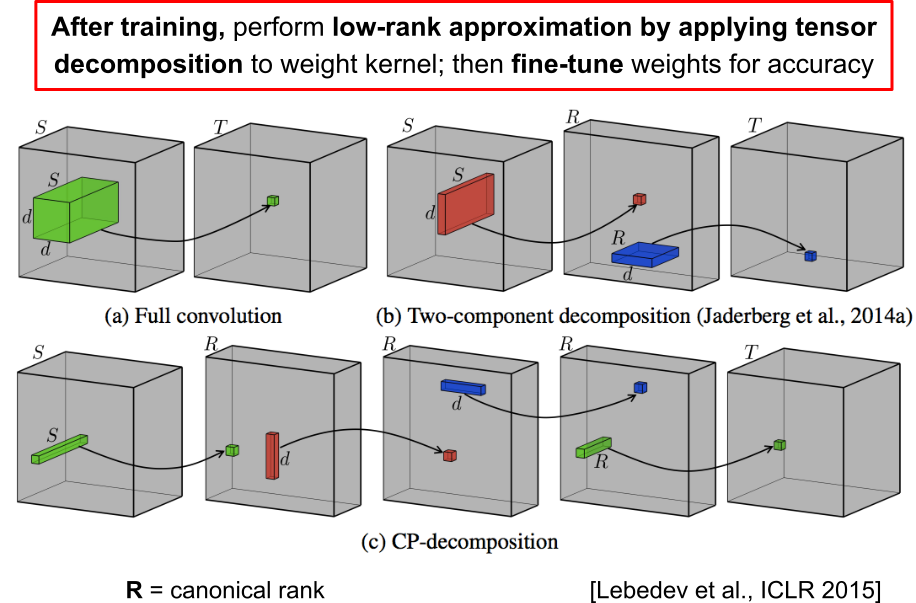 After training, perform low-rank approximation by applying tensor
decomposition to weight kernel; then fine-tune weights for accuracy
S
T
S
d
d
S
R
T
S
d
R
d
(a) Full convolution
(b) Two-component decomposition (Jaderberg et al., 2014a)
S
R
R
R
T
S
d
d
R
(c) CP-decomposition
R = canonical rank
[Lebedev et al., ICLR 2015]